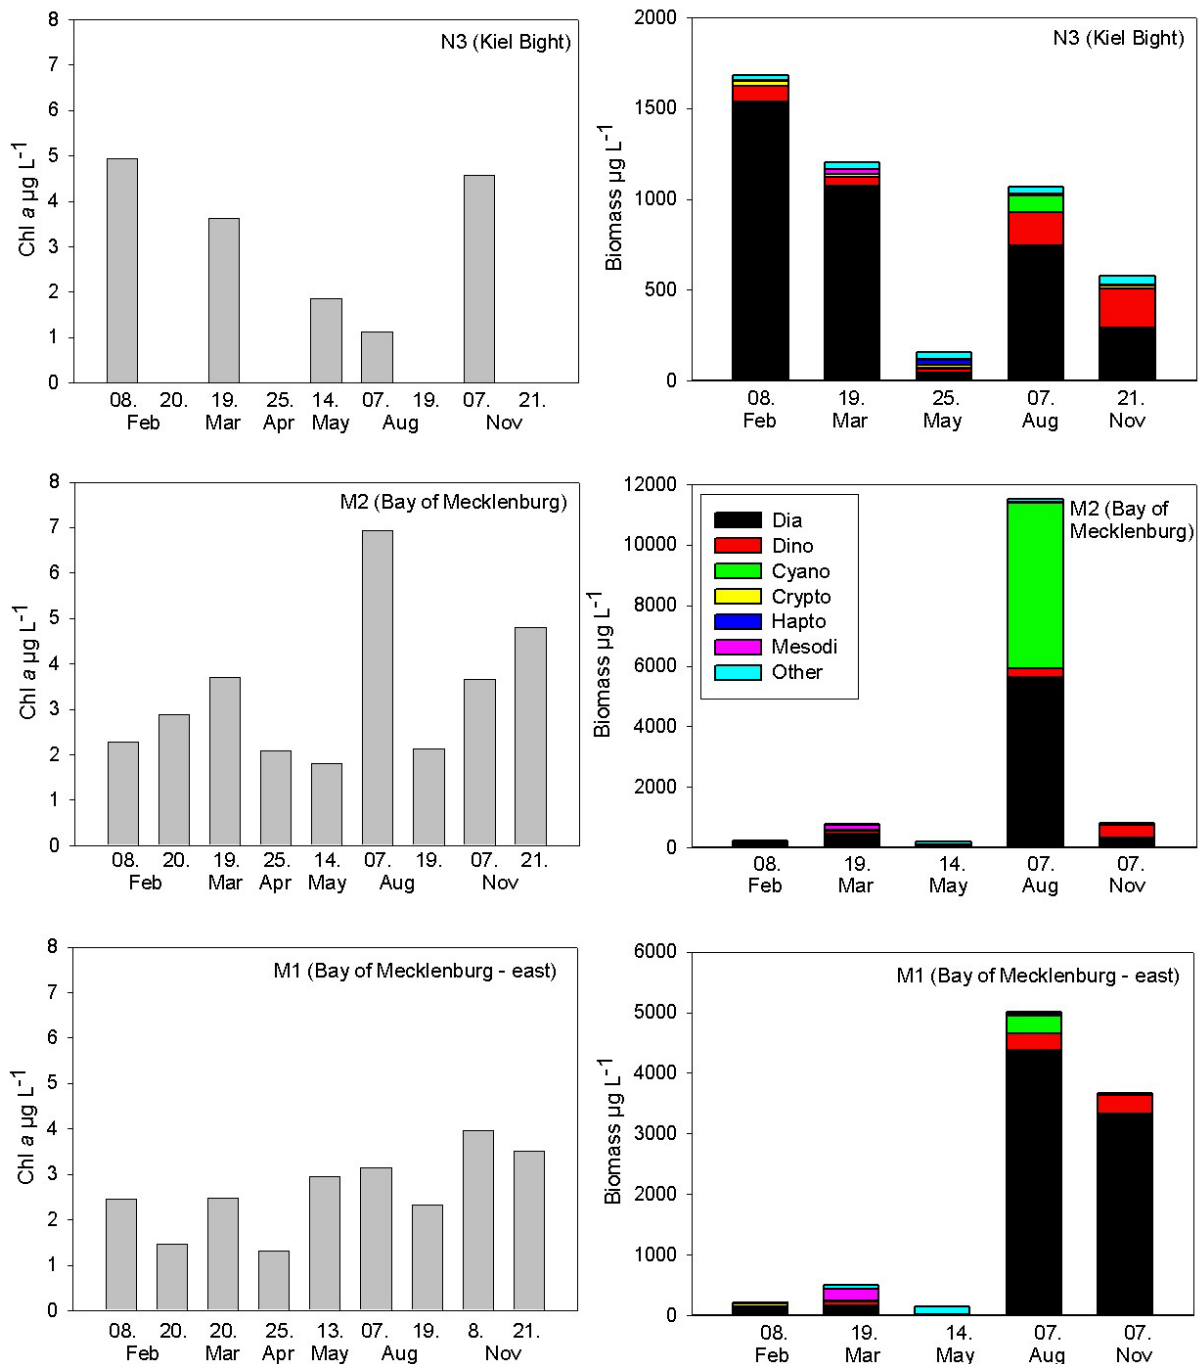 8
7
6
5
4
3
2
1
0
Chl a µg L-1
N3 (Kiel Bight)
08. 20. 19. 25. 14. 07. 19. 07. 21.
Feb Mar Apr May Aug Nov
2000
1500
1000
500
0
Biomass µg L-1
N3 (Kiel Bight)
08. 19. 25. 07. 21.
Feb Mar May Aug Nov
8
7
6
5
4
3
2
1
0
Chl a µg L-1
M2 (Bay of Mecklenburg)
08. 20. 19. 25. 14. 07. 19. 07. 21.
Feb Mar Apr May Aug Nov
12000
10000
8000
6000
4000
2000
0
Biomass µg L-1
Dia
Dino
Cyano
Crypto
Hapto
Mesodi
Other
M2 (Bay of
Mecklenburg)
08. 19. 14. 07. 07.
Feb Mar May Aug Nov
8
7
6
5
4
3
2
1
0
Chl a µg L-1
M1 (Bay of Mecklenburg - east)
08. 20. 20. 25. 13. 07. 19. 8. 21.
Feb Mar Apr May Aug Nov
6000
5000
4000
3000
2000
1000
0
Biomass µg L-1
M1 (Bay of Mecklenburg - east)
08. 19. 14. 07. 07.
Feb Mar May Aug Nov